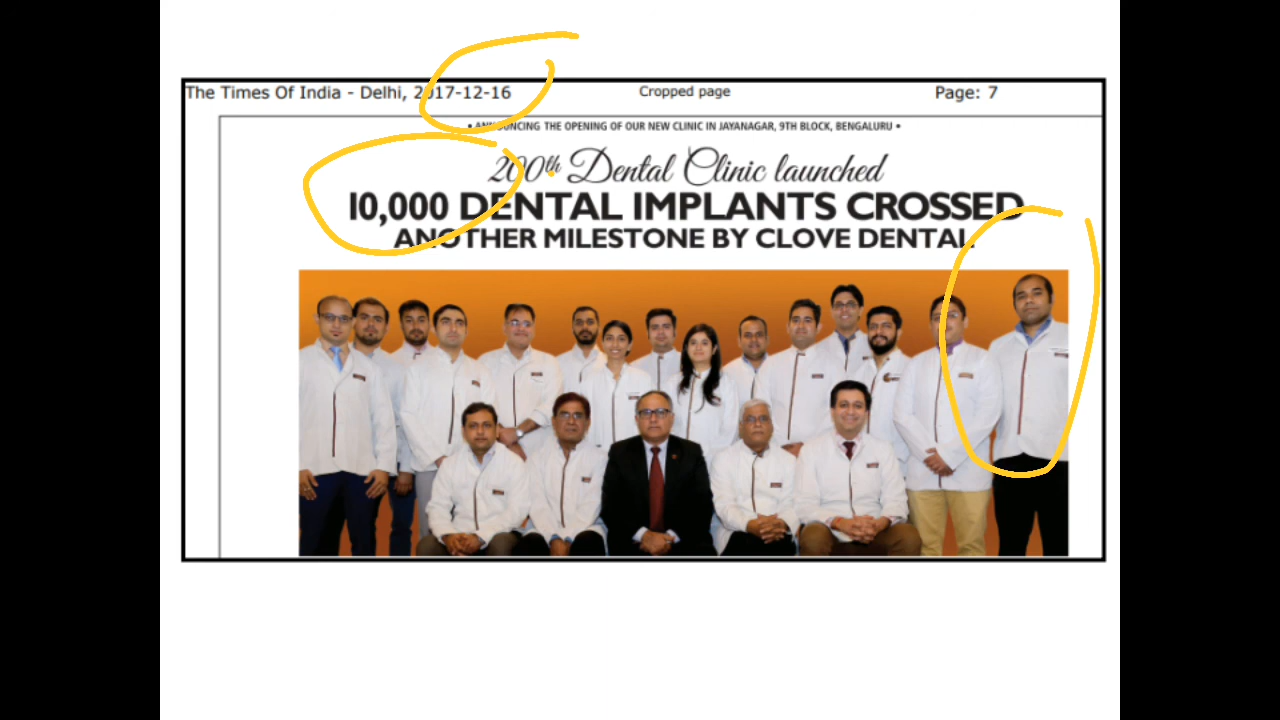 The Times Of India - Delhi, 2017-12-16 Cropped page Page: 7
• ANNOUNCING THE OPENING OF OUR NEW CLINIC IN JAYANAGAR, 9TH BLOCK, BENGALURU •
200th Dental Clinic launched
10,000 DENTAL IMPLANTS CROSSED
ANOTHER MILESTONE BY CLOVE DENTAL